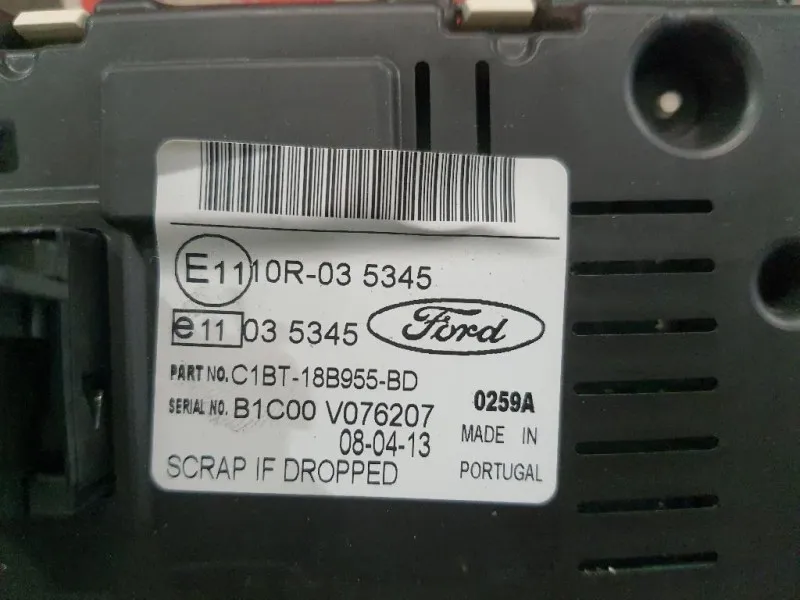 E11 10R-03 5345
e11 03 5345 Ford
PART NO. C1BT-18B955-BD
0259A
SERIAL NO. B1C00 V076207
08-04-13
MADE IN
PORTUGAL
SCRAP IF DROPPED